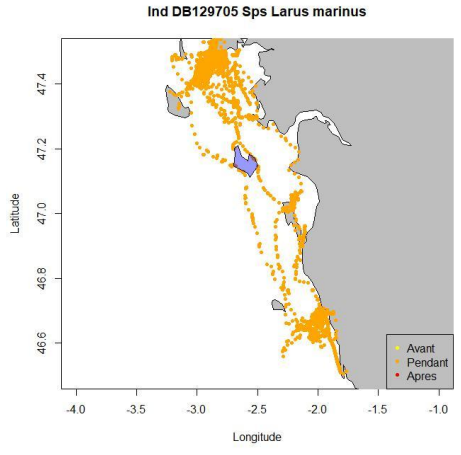 Ind DB129705 Sps Larus marinus
47.4
47.2
47.0
46.8
46.6
Latitude
-4.0 -3.5 -3.0 -2.5 -2.0 -1.5 -1.0
Longitude
Avant
Pendant
Apres